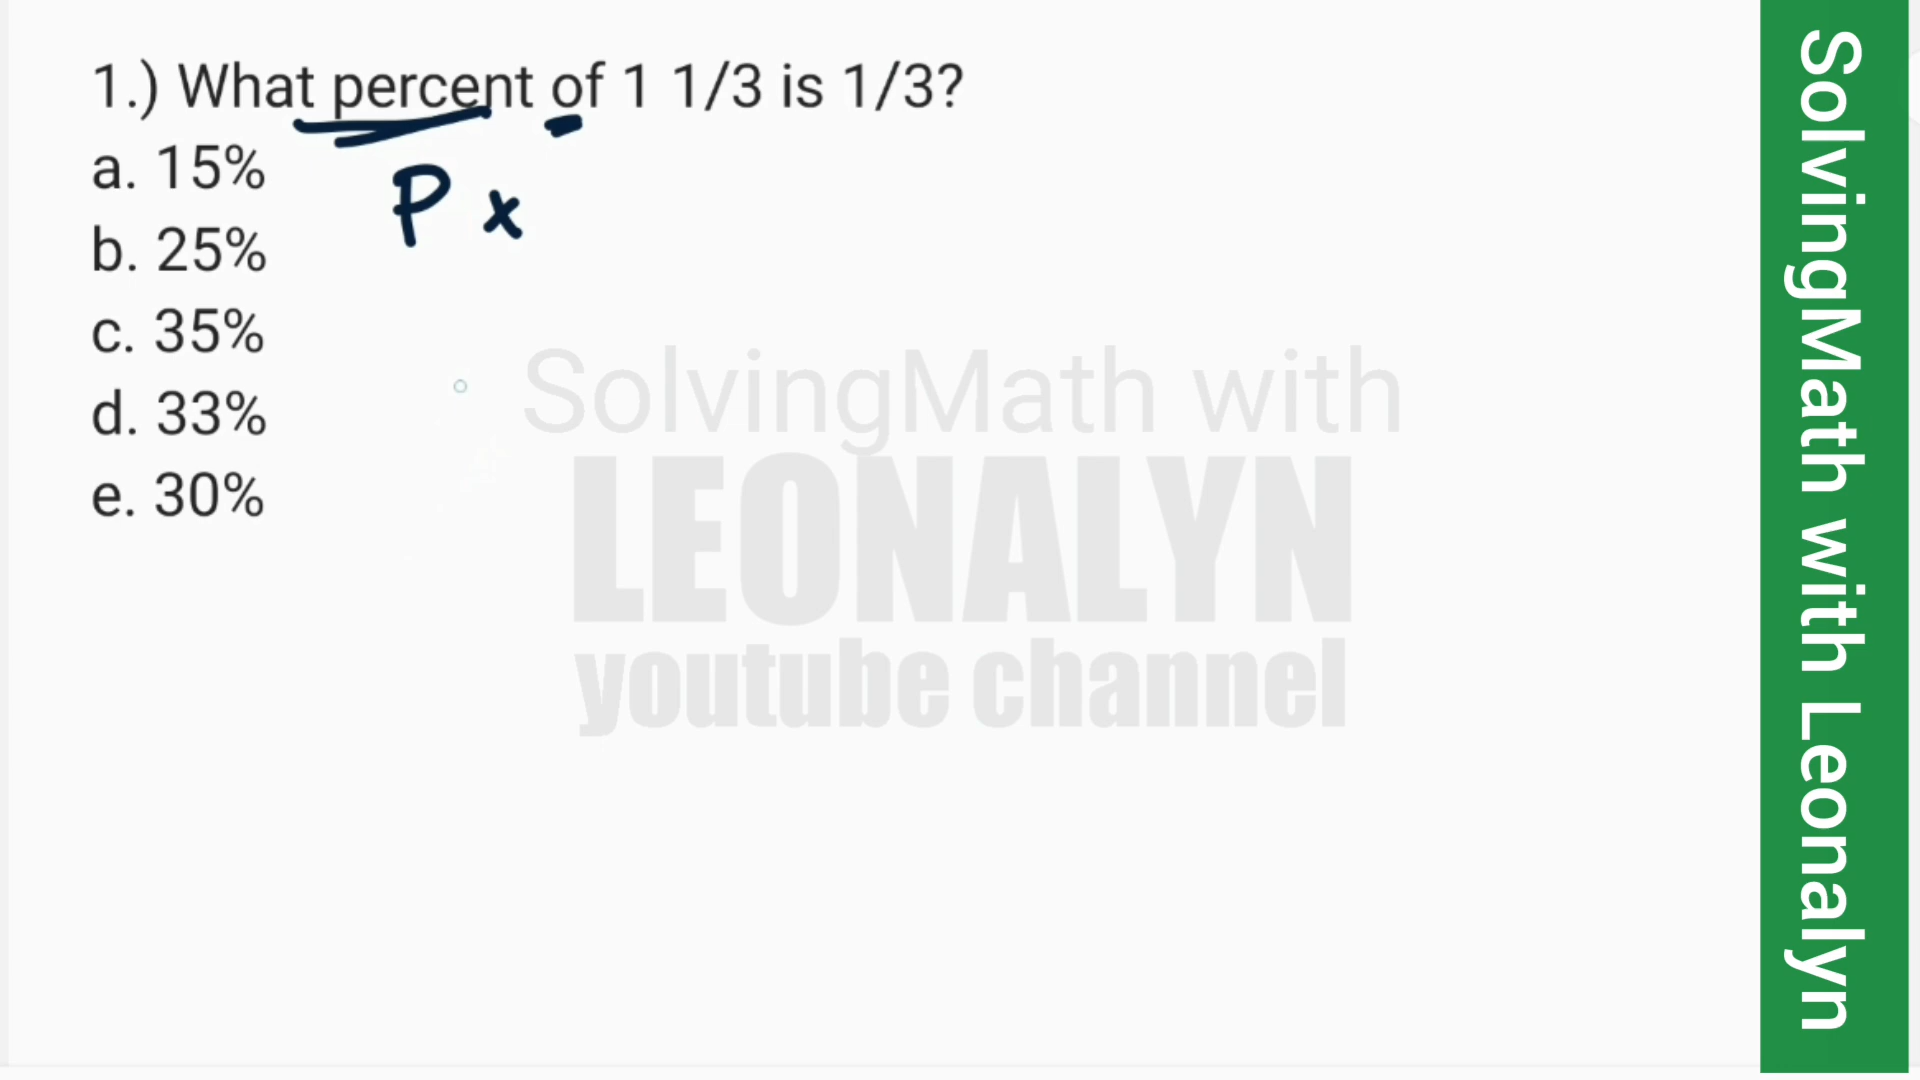 1.) What percent of 1 1/3 is 1/3?
a. 15%
P x
b. 25%
c. 35%
d. 33%
e. 30%
SolvingMath with
LEONALYN
youtube channel
SolvingMath with Leonalyn